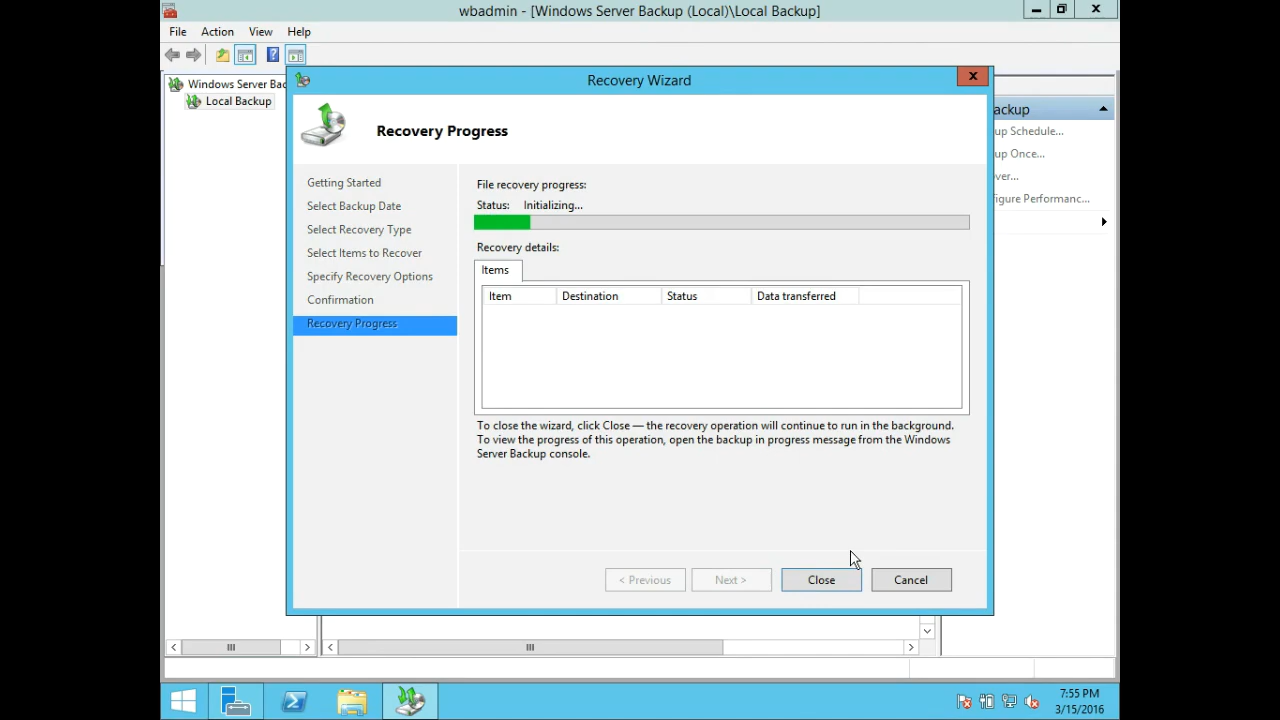 wbadmin - [Windows Server Backup (Local)\Local Backup]
File Action View Help
Windows Server Bac
Local Backup
Recovery Wizard
Recovery Progress
Getting Started
Select Backup Date
Select Recovery Type
Select Items to Recover
Specify Recovery Options
Confirmation
Recovery Progress
File recovery progress:
Status: Initializing...
Recovery details:
Items
Item Destination Status Data transferred
To close the wizard, click Close — the recovery operation will continue to run in the background.
To view the progress of this operation, open the backup in progress message from the Windows
Server Backup console.
< Previous Next > Close Cancel
ackup
up Schedule...
up Once...
ver...
figure Performanc...
7:55 PM
3/15/2016